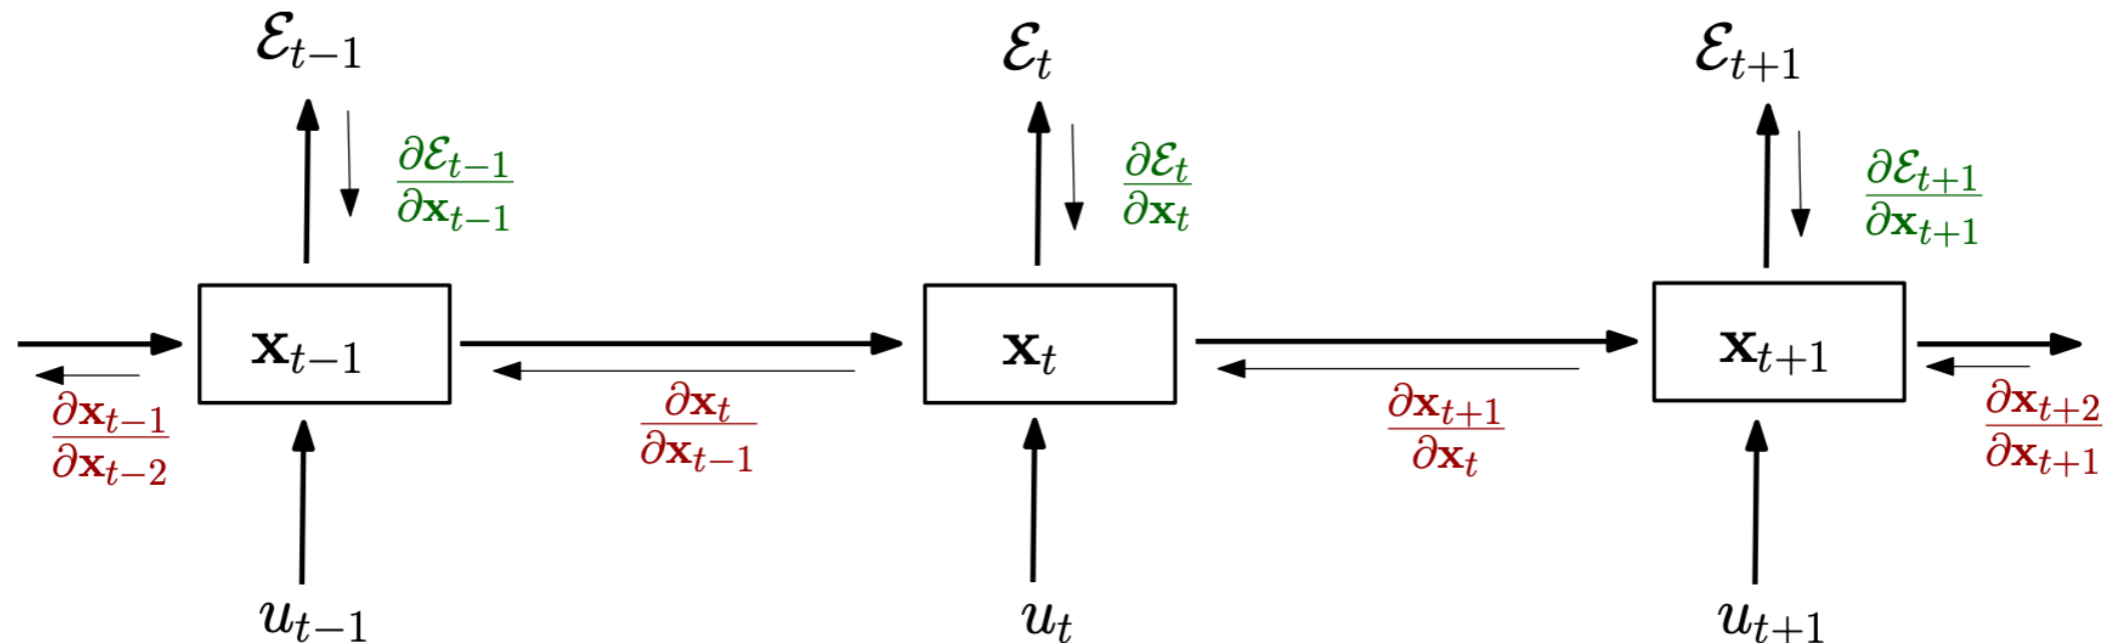 ℰ_{t−1} ℰ_t ℰ_{t+1}
∂ℰ_{t−1}/∂𝐱_{t−1} ∂ℰ_t/∂𝐱_t ∂ℰ_{t+1}/∂𝐱_{t+1}
𝐱_{t−1} 𝐱_t 𝐱_{t+1}
∂𝐱_{t−1}/∂𝐱_{t−2} ∂𝐱_t/∂𝐱_{t−1} ∂𝐱_{t+1}/∂𝐱_t ∂𝐱_{t+2}/∂𝐱_{t+1}
u_{t−1} u_t u_{t+1}